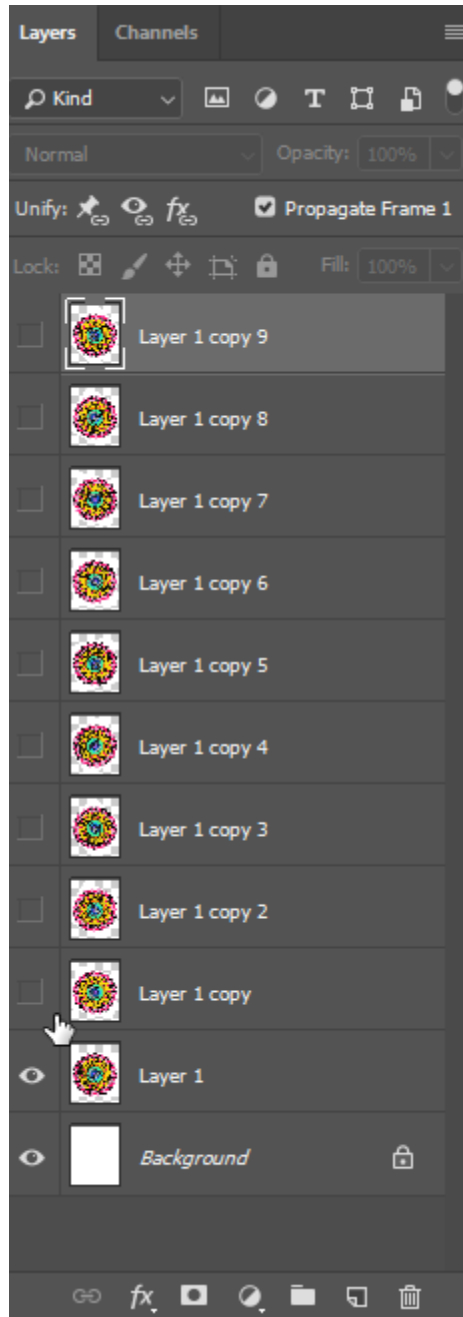 Layers Channels
Kind T
Normal Opacity: 100%
Unify: fx Propagate Frame 1
Lock: Fill: 100%
Layer 1 copy 9
Layer 1 copy 8
Layer 1 copy 7
Layer 1 copy 6
Layer 1 copy 5
Layer 1 copy 4
Layer 1 copy 3
Layer 1 copy 2
Layer 1 copy
Layer 1
Background
fx